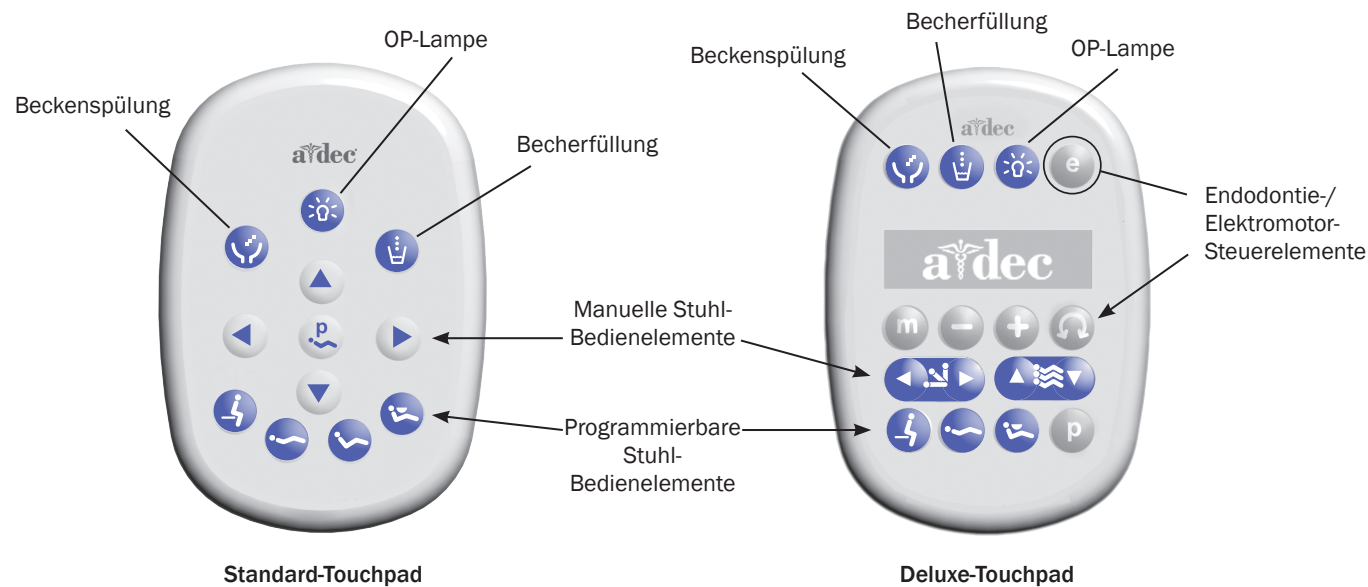 OP-Lampe
Beckenspülung
Becherfüllung
a dec
p
Standard-Touchpad
Becherfüllung
Beckenspülung
OP-Lampe
a dec
e
Endodontie-/
Elektromotor-
Steuerelemente
a dec
m - +
Manuelle Stuhl-
Bedienelemente
Programmierbare
Stuhl-
Bedienelemente
p
Deluxe-Touchpad